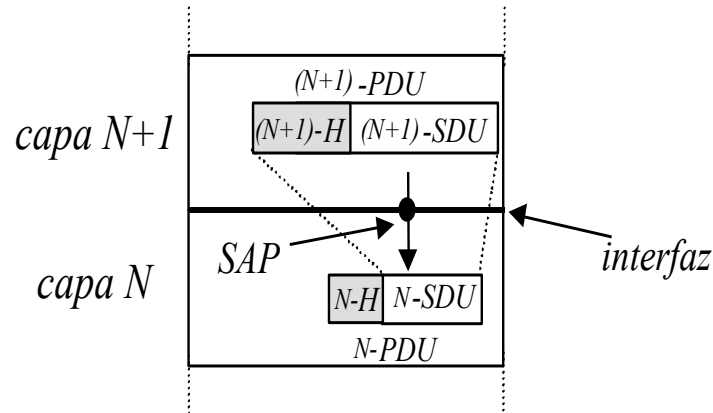 (N+1)-PDU
capa N+1
(N+1)-H
(N+1)-SDU
SAP
interfaz
capa N
N-H
N-SDU
N-PDU